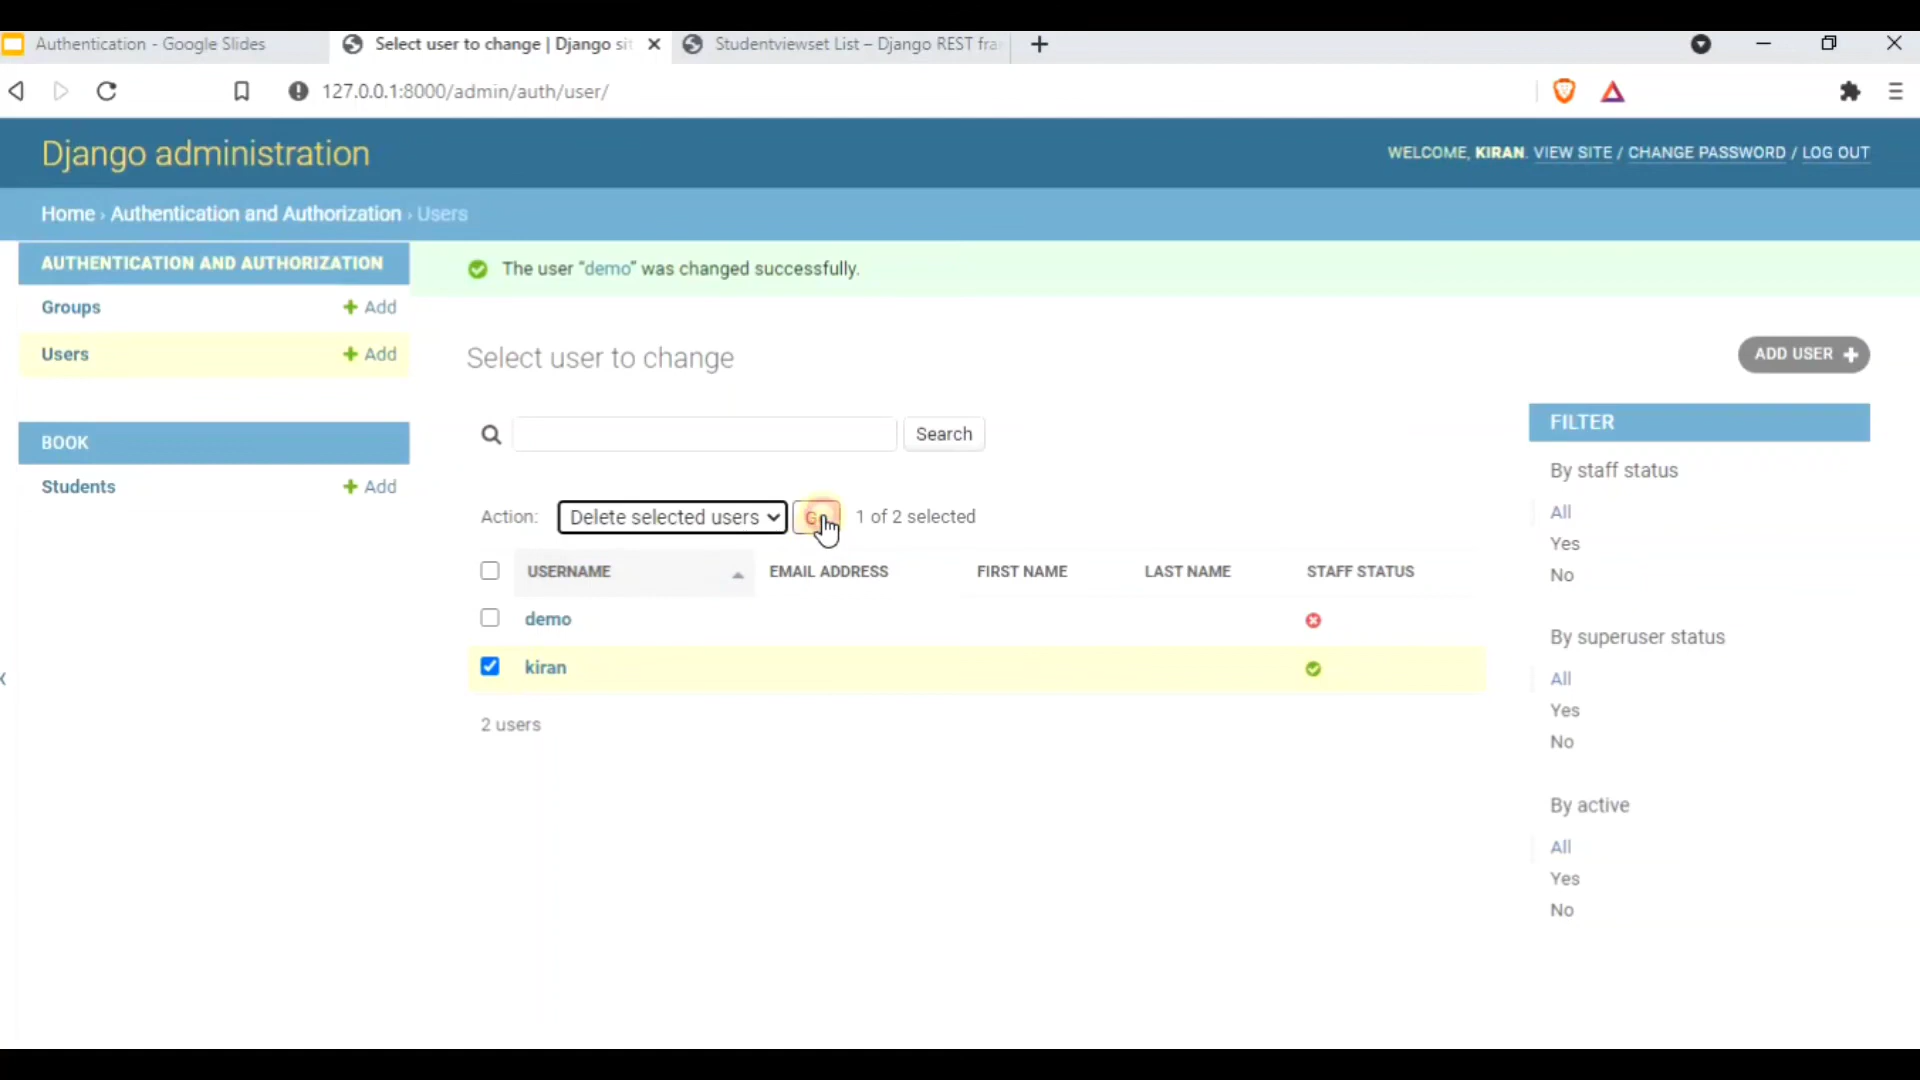 Authentication - Google Slides
Select user to change | Django sit
Studentviewset List – Django REST fra
127.0.0.1:8000/admin/auth/user/
Django administration
WELCOME, KIRAN. VIEW SITE / CHANGE PASSWORD / LOG OUT
Home › Authentication and Authorization › Users
AUTHENTICATION AND AUTHORIZATION
Groups + Add
Users + Add
BOOK
Students + Add
The user “demo” was changed successfully.
Select user to change
ADD USER +
Search
Action: Delete selected users 1 of 2 selected
USERNAME EMAIL ADDRESS FIRST NAME LAST NAME STAFF STATUS
demo
kiran
2 users
FILTER
By staff status
All
Yes
No
By superuser status
All
Yes
No
By active
All
Yes
No